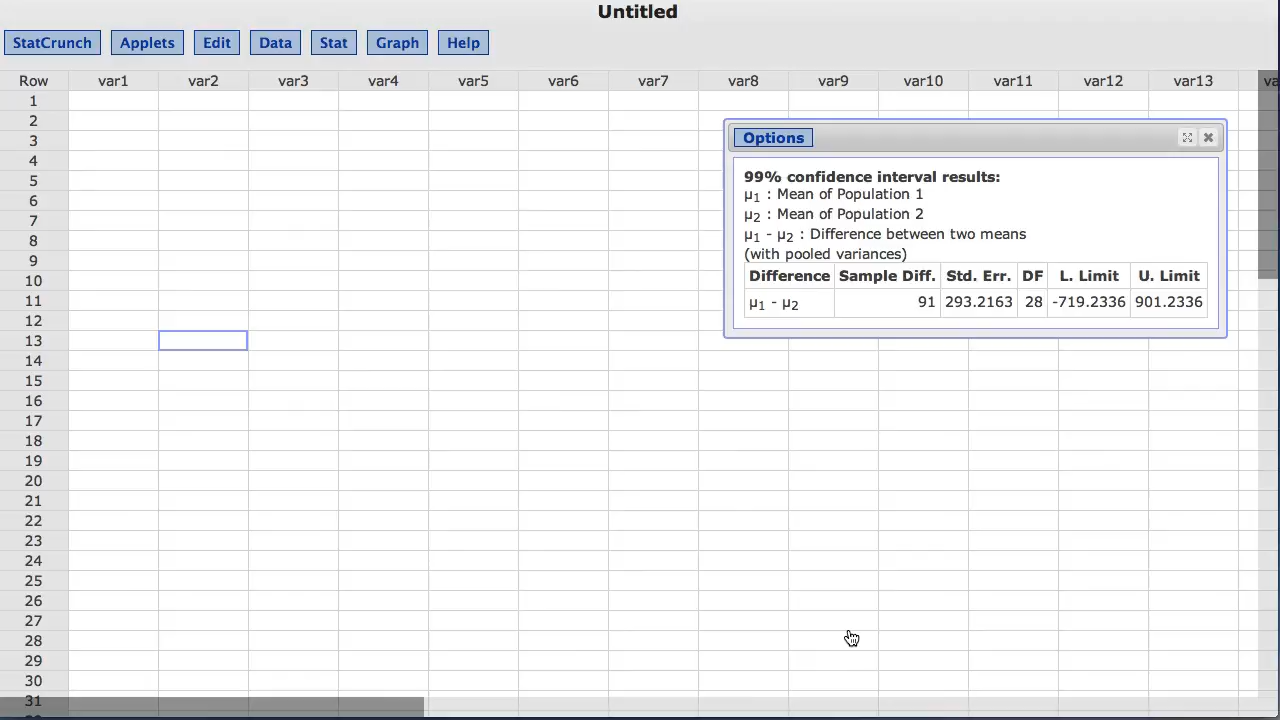 Untitled
StatCrunch Applets Edit Data Stat Graph Help
Row var1 var2 var3 var4 var5 var6 var7 var8 var9 var10 var11 var12 var13 va
1
2
Options
3
4
99% confidence interval results:
5
μ1 : Mean of Population 1
6
μ2 : Mean of Population 2
7
μ1 - μ2 : Difference between two means
8
(with pooled variances)
9
Difference Sample Diff. Std. Err. DF L. Limit U. Limit
10
μ1 - μ2 91 293.2163 28 -719.2336 901.2336
11
12
13
14
15
16
17
18
19
20
21
22
23
24
25
26
27
28
29
30
31